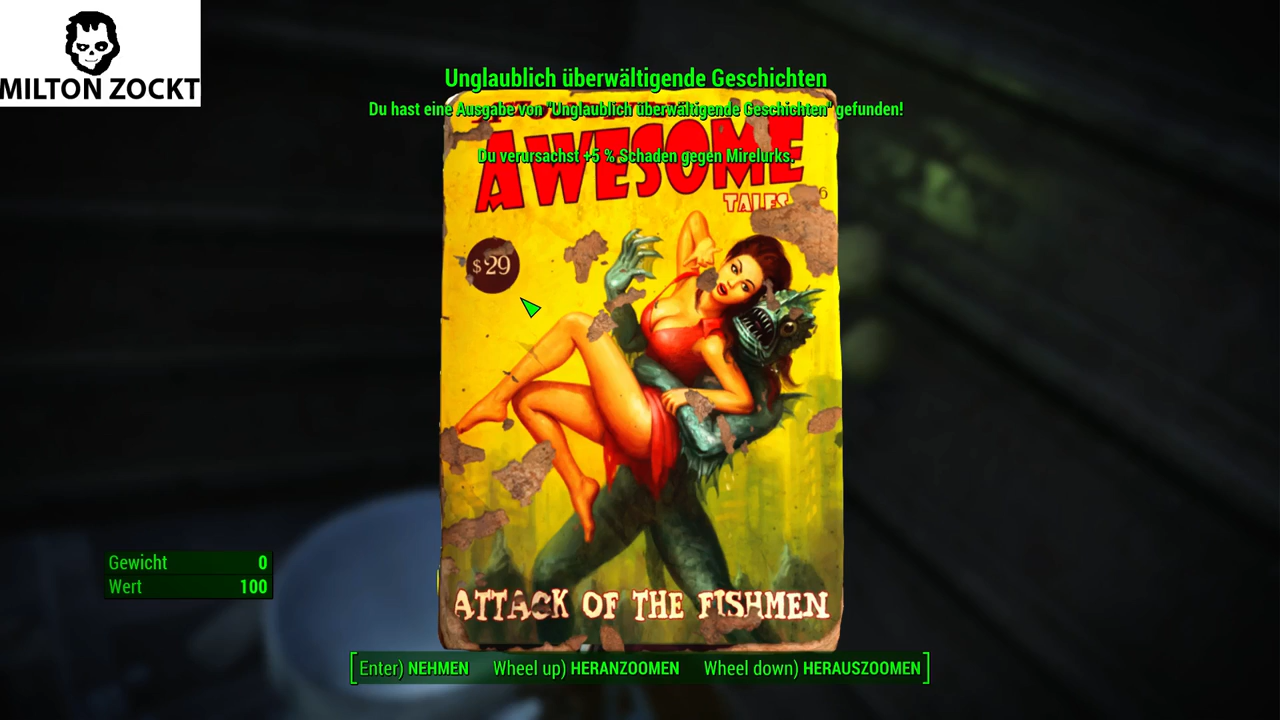 MILTON ZOCKT
Unglaublich überwältigende Geschichten
Du hast eine Ausgabe von "Unglaublich überwältigende Geschichten" gefunden!
Du verursachst +5 % Schaden gegen Mirelurks.
AWESOME
TALES
6
$29
ATTACK OF THE FISHMEN
Gewicht 0
Wert 100
Enter) NEHMEN Wheel up) HERANZOOMEN Wheel down) HERAUSZOOMEN